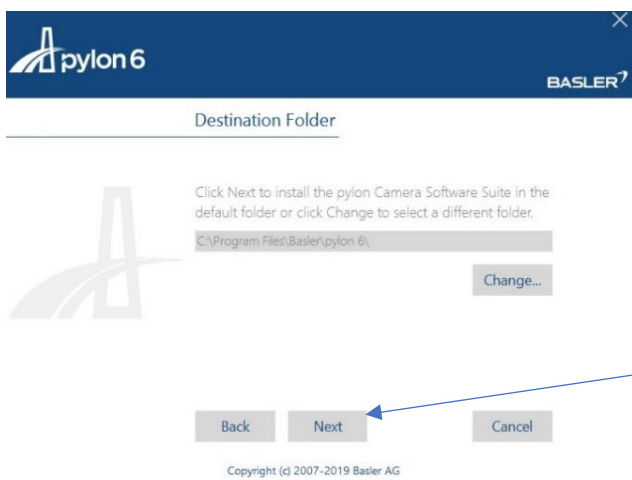 pylon 6
BASLER
Destination Folder
Click Next to install the pylon Camera Software Suite in the
default folder or click Change to select a different folder.
C:\Program Files\Basler\pylon 6\
Change...
Back Next Cancel
Copyright (c) 2007-2019 Basler AG